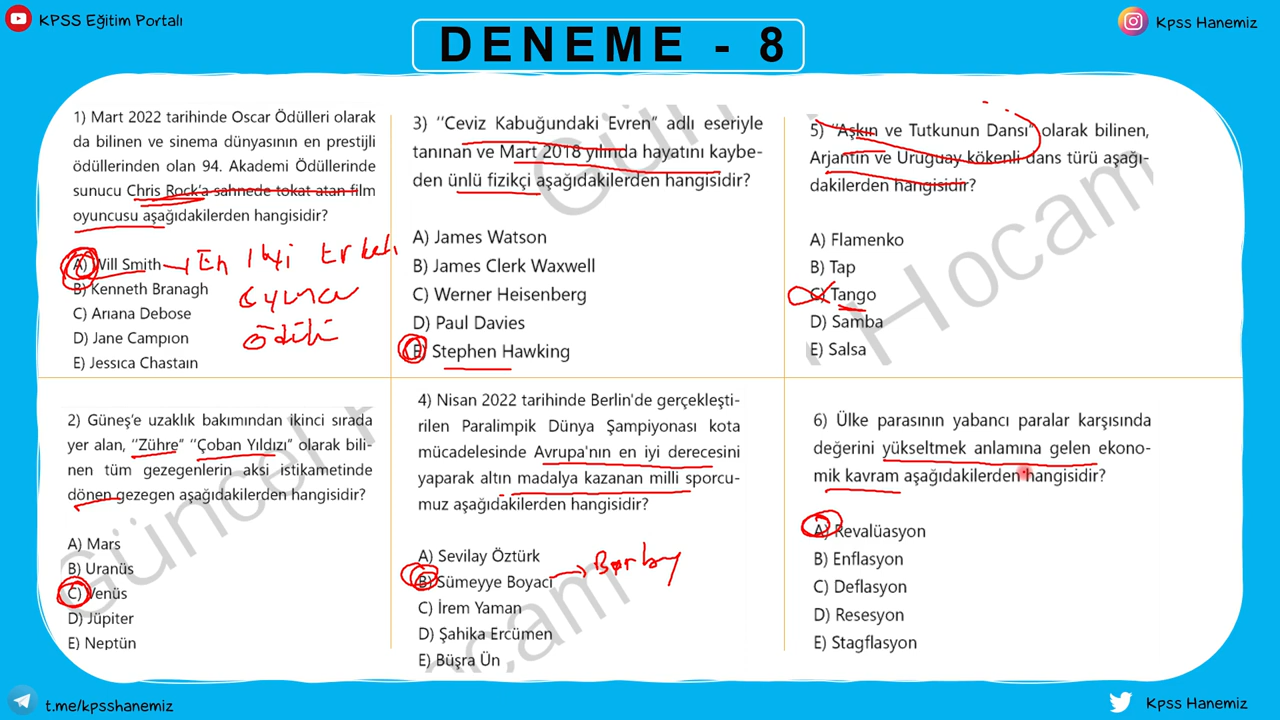 KPSS Eğitim Portalı
DENEME - 8
Kpss Hanemiz
1) Mart 2022 tarihinde Oscar Ödülleri olarak
da bilinen ve sinema dünyasının en prestijli
ödüllerinden olan 94. Akademi Ödüllerinde
sunucu Chris Rock'a sahnede tokat atan film
oyuncusu aşağıdakilerden hangisidir?
A) Will Smith
B) Kenneth Branagh
C) Arıana Debose
D) Jane Campıon
E) Jessıca Chastaın
En iyi Erkek
oyuncu
ödülü
2) Güneş'e uzaklık bakımından ikinci sırada
yer alan, ''Zühre" ''Çoban Yıldızı" olarak bili-
nen tüm gezegenlerin aksi istikametinde
dönen gezegen aşağıdakilerden hangisidir?
A) Mars
B) Uranüs
C) Venüs
D) Jüpiter
E) Neptün
3) ''Ceviz Kabuğundaki Evren" adlı eseriyle
tanınan ve Mart 2018 yılında hayatını kaybe-
den ünlü fizikçi aşağıdakilerden hangisidir?
A) James Watson
B) James Clerk Waxwell
C) Werner Heisenberg
D) Paul Davies
E) Stephen Hawking
4) Nisan 2022 tarihinde Berlin'de gerçekleşti-
rilen Paralimpik Dünya Şampiyonası kota
mücadelesinde Avrupa'nın en iyi derecesini
yaparak altın madalya kazanan milli sporcu-
muz aşağıdakilerden hangisidir?
A) Sevilay Öztürk
B) Sümeyye Boyacı
C) İrem Yaman
D) Şahika Ercümen
E) Büşra Ün
5) ''Aşkın ve Tutkunun Dansı" olarak bilinen,
Arjantin ve Uruguay kökenli dans türü aşağı-
dakilerden hangisidir?
A) Flamenko
B) Tap
C) Tango
D) Samba
E) Salsa
6) Ülke parasının yabancı paralar karşısında
değerini yükseltmek anlamına gelen ekono-
mik kavram aşağıdakilerden hangisidir?
A) Revalüasyon
B) Enflasyon
C) Deflasyon
D) Resesyon
E) Stagflasyon
t.me/kpsshanemiz
Kpss Hanemiz